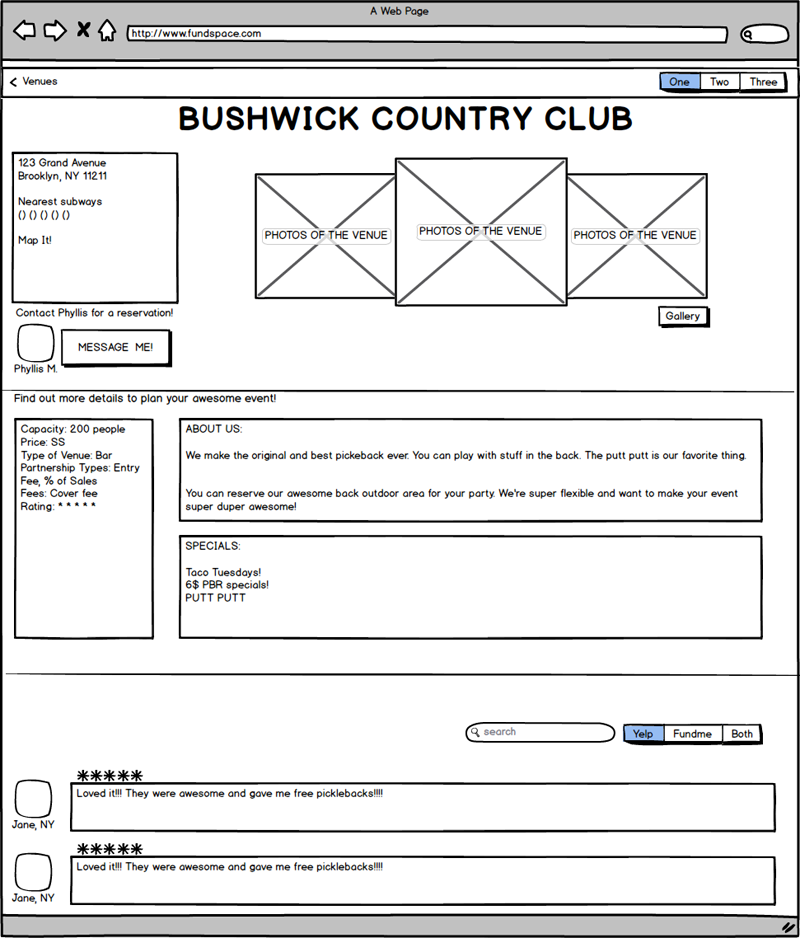 A Web Page
http://www.fundspace.com
Venues
One Two Three
BUSHWICK COUNTRY CLUB
123 Grand Avenue
Brooklyn, NY 11211
Nearest subways
() () () () ()
Map It!
PHOTOS OF THE VENUE
PHOTOS OF THE VENUE
PHOTOS OF THE VENUE
Gallery
Contact Phyllis for a reservation!
MESSAGE ME!
Phyllis M.
Find out more details to plan your awesome event!
Capacity: 200 people
Price: SS
Type of Venue: Bar
Partnership Types: Entry
Fee, % of Sales
Fees: Cover fee
Rating: * * * * *
ABOUT US:
We make the original and best pickeback ever. You can play with stuff in the back. The putt putt is our favorite thing.
You can reserve our awesome back outdoor area for your party. We're super flexible and want to make your event
super duper awesome!
SPECIALS:
Taco Tuesdays!
6$ PBR specials!
PUTT PUTT
search
Yelp Fundme Both
*****
Loved it!!! They were awesome and gave me free picklebacks!!!!
Jane, NY
*****
Loved it!!! They were awesome and gave me free picklebacks!!!!
Jane, NY